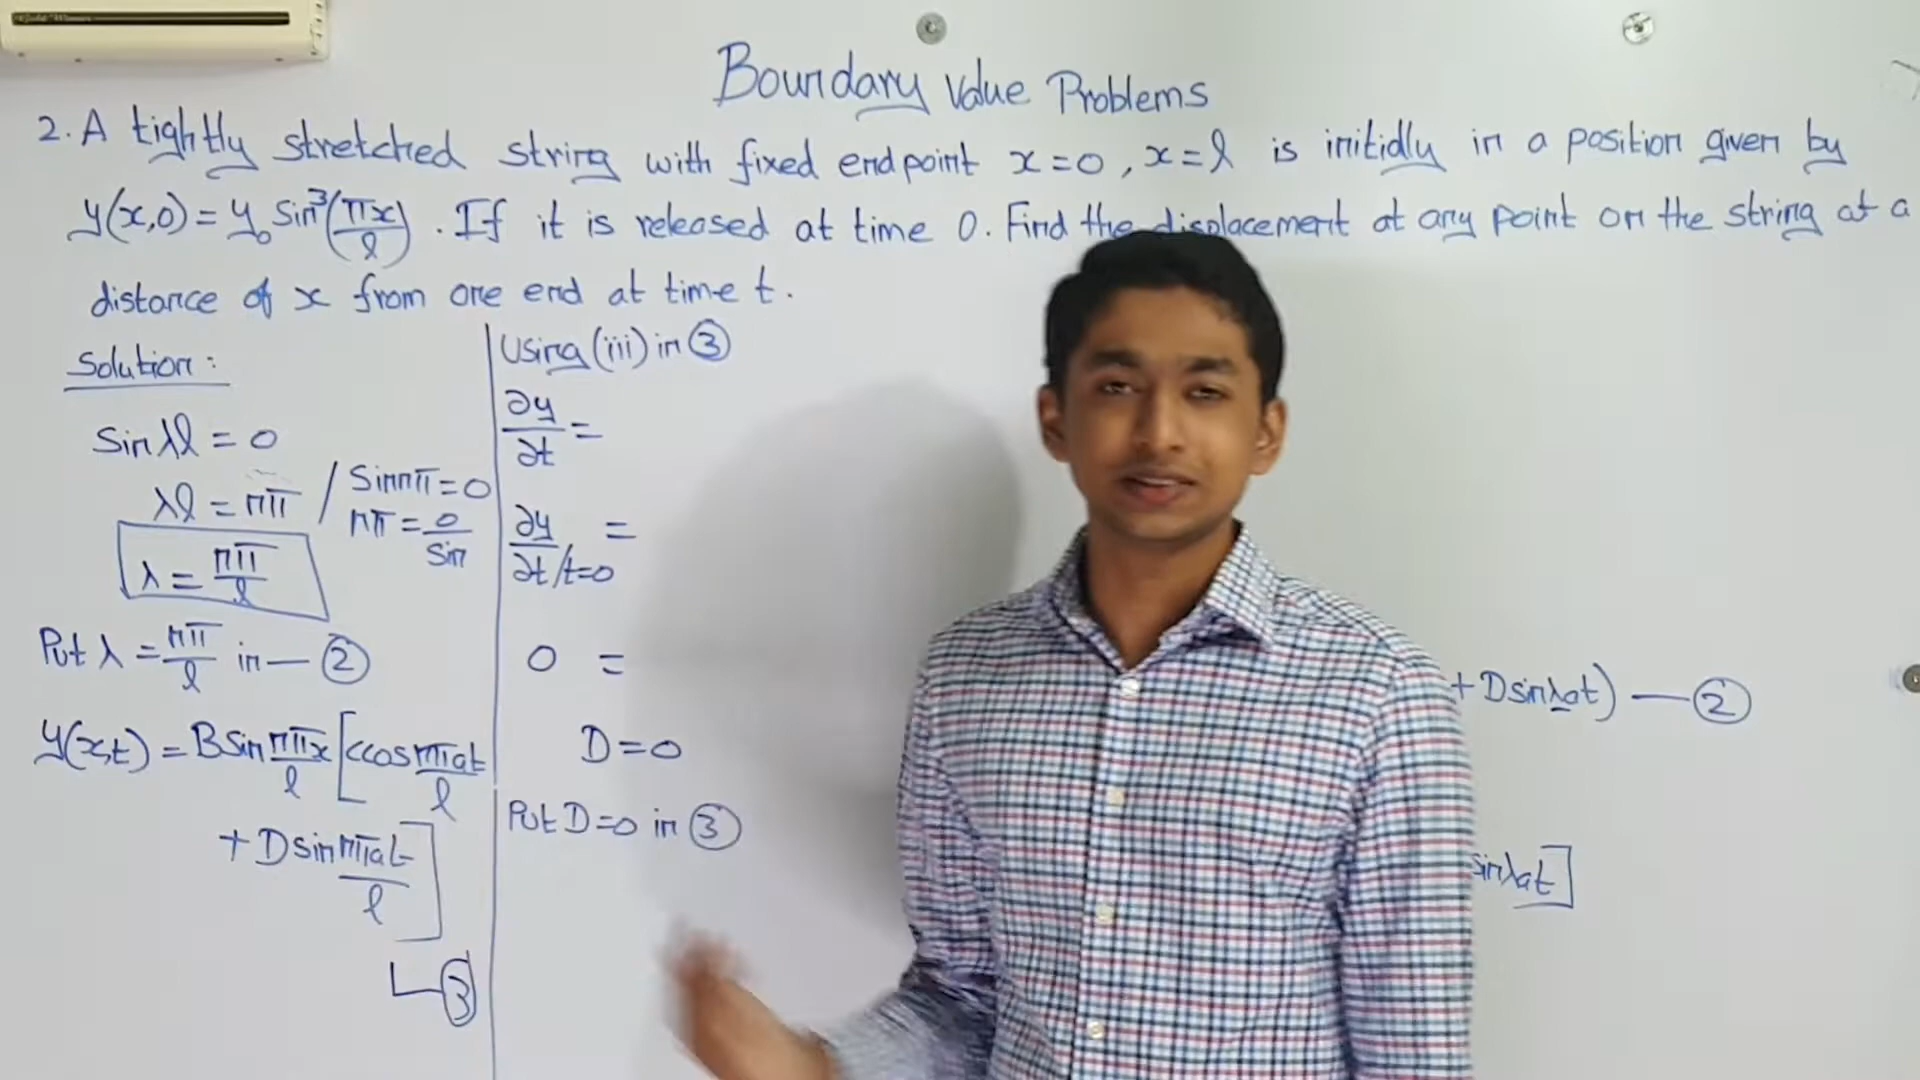 Boundary Value Problems
2. A tightly stretched string with fixed endpoint x=0, x=l is initially in a position given by
y(x,0) = y₀ Sin³(πx/l). If it is released at time 0. Find the displacement at any point on the string at a
distance of x from one end at time t.
Solution:
Sin λl = 0
λl = nπ / Sin nπ = 0
nπ = 0/Sin
λ = nπ/l
Put λ = nπ/l in — ②
y(x,t) = B sin nπx/l [C cos nπat/l
+ D sin nπat/l]
— ③
Using (iii) in ③
∂y/∂t =
∂y/∂t /t=0 =
0 =
D = 0
Put D=0 in ③
+ D sin λat) — ②
sin λat]